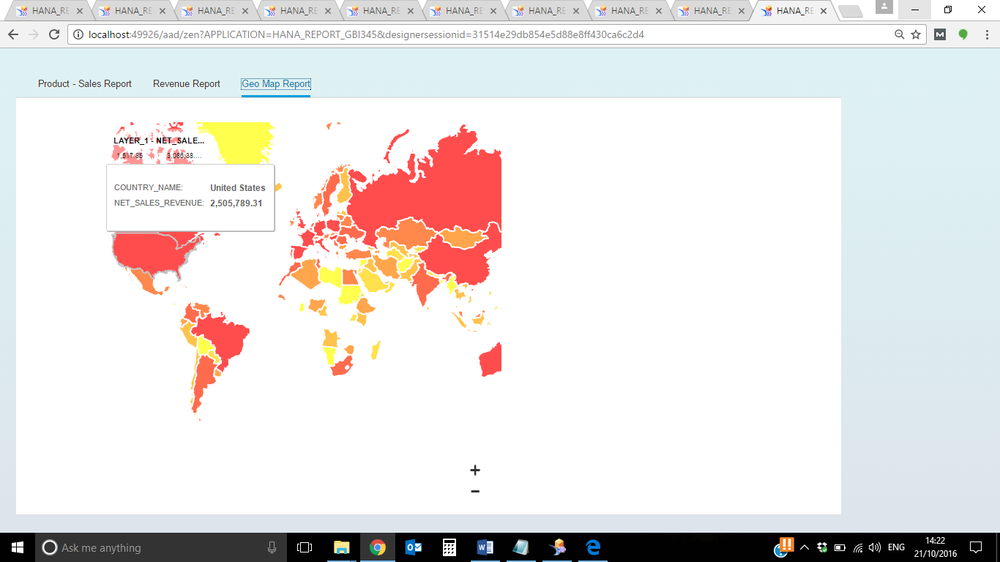 HANA_RE HANA_RE HANA_RE HANA_RE HANA_RE HANA_RE HANA_RE HANA_RE HANA_RE HANA_RE
localhost:49926/aad/zen?APPLICATION=HANA_REPORT_GBI345&designersessionid=31514e29db854e5d88e8ff430ca6c2d4
Product - Sales Report Revenue Report Geo Map Report
LAYER_1 - NET_SALE...
1,517.85 3,083,38....
COUNTRY_NAME: United States
NET_SALES_REVENUE: 2,505,789.31
+
−
Ask me anything
ENG
14:22
21/10/2016